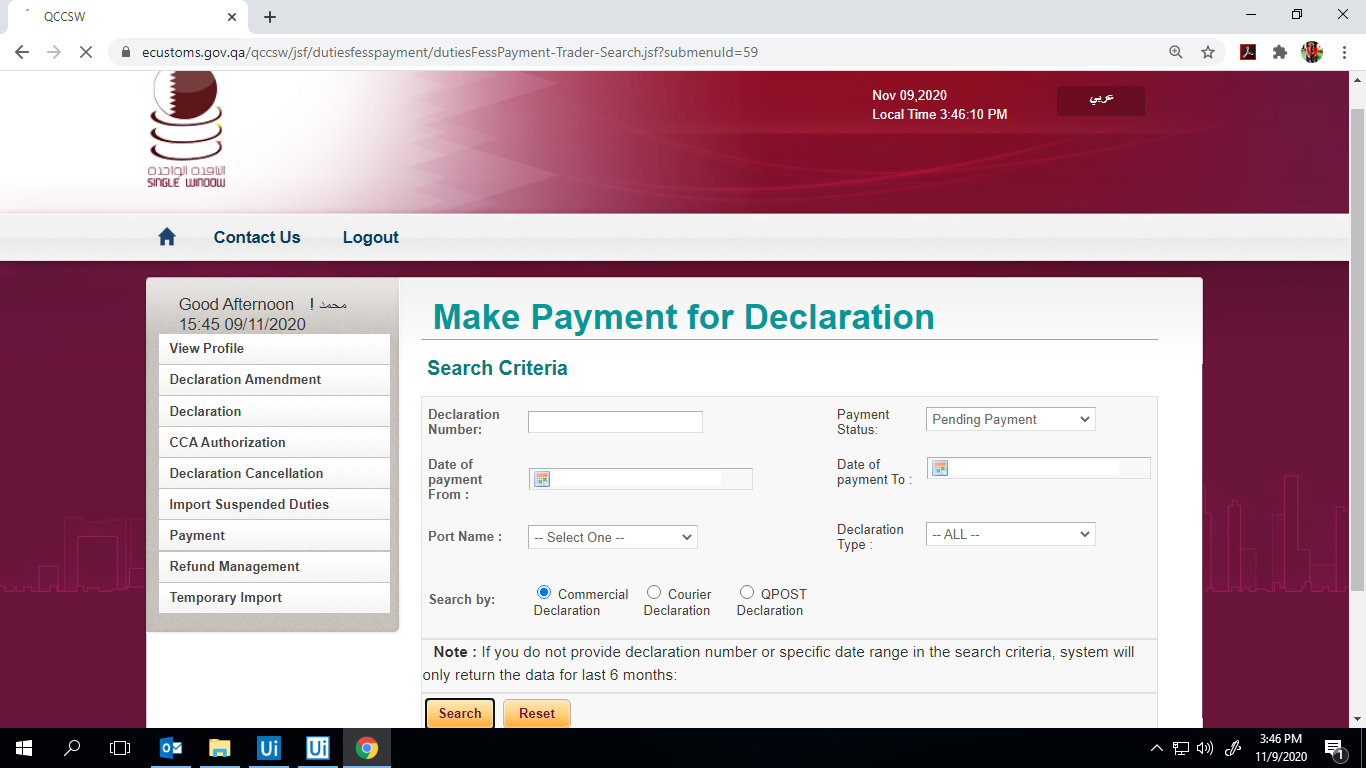 QCCSW
ecustoms.gov.qa/qccsw/jsf/dutiesfesspayment/dutiesFessPayment-Trader-Search.jsf?submenuId=59
Nov 09,2020
عربي
Local Time 3:46:10 PM
النافذة الواحدة
SINGLE WINDOW
Contact Us
Logout
Good Afternoon ! محمد
15:45 09/11/2020
View Profile
Declaration Amendment
Declaration
CCA Authorization
Declaration Cancellation
Import Suspended Duties
Payment
Refund Management
Temporary Import
Make Payment for Declaration
Search Criteria
Declaration
Number:
Payment
Status:
Pending Payment
Date of
payment
From :
Date of
payment To :
Port Name :
-- Select One --
Declaration
Type :
-- ALL --
Search by:
Commercial
Declaration
Courier
Declaration
QPOST
Declaration
Note : If you do not provide declaration number or specific date range in the search criteria, system will
only return the data for last 6 months:
Search
Reset
Ui
Ui
3:46 PM
11/9/2020
1